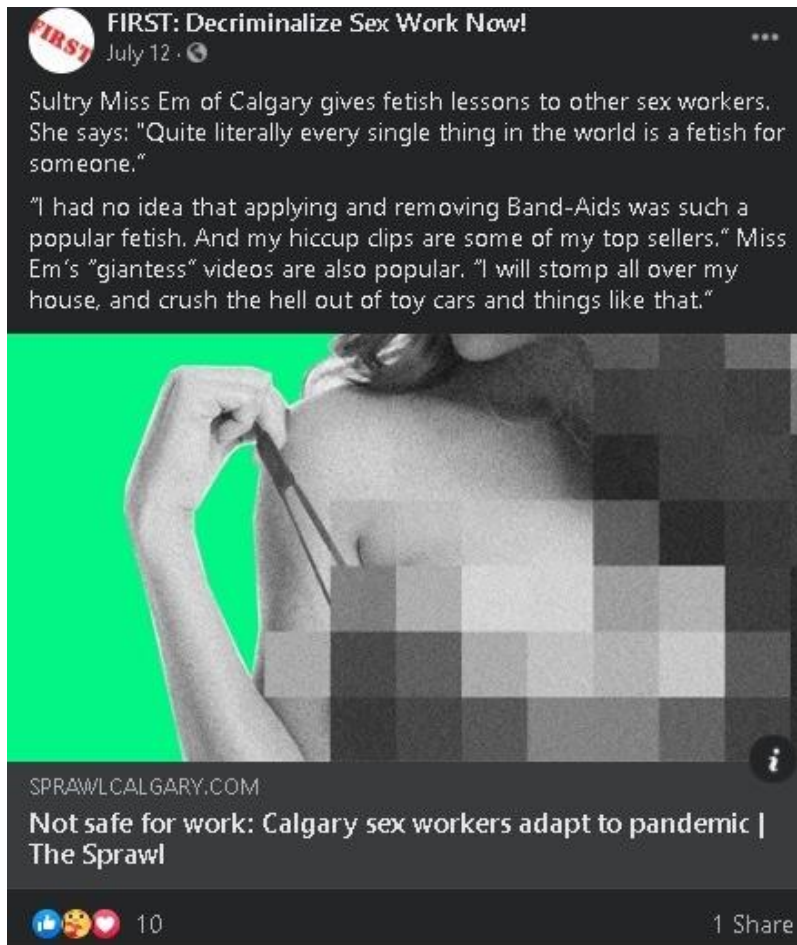 FIRST
FIRST: Decriminalize Sex Work Now!
July 12 ·
Sultry Miss Em of Calgary gives fetish lessons to other sex workers.
She says: "Quite literally every single thing in the world is a fetish for
someone."
"I had no idea that applying and removing Band-Aids was such a
popular fetish. And my hiccup clips are some of my top sellers." Miss
Em's "giantess" videos are also popular. "I will stomp all over my
house, and crush the hell out of toy cars and things like that."
i
SPRAWLCALGARY.COM
Not safe for work: Calgary sex workers adapt to pandemic |
The Sprawl
10
1 Share